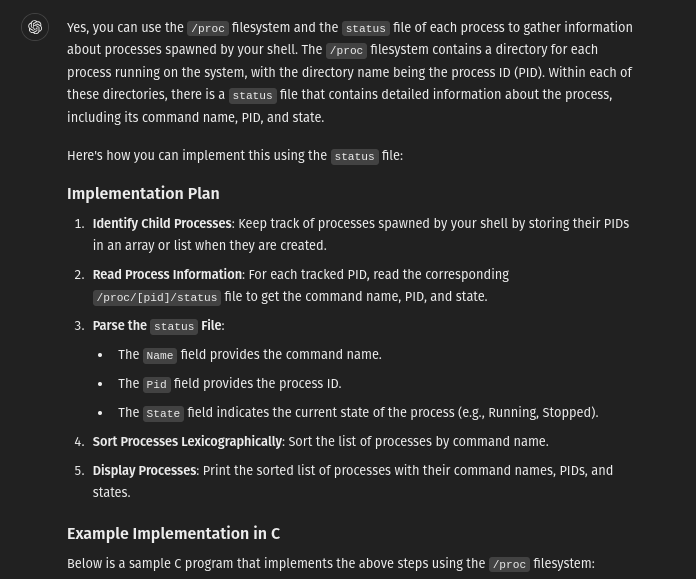 Yes, you can use the /proc filesystem and the status file of each process to gather information
about processes spawned by your shell. The /proc filesystem contains a directory for each
process running on the system, with the directory name being the process ID (PID). Within each of
these directories, there is a status file that contains detailed information about the process,
including its command name, PID, and state.
Here's how you can implement this using the status file:
Implementation Plan
1. Identify Child Processes: Keep track of processes spawned by your shell by storing their PIDs
in an array or list when they are created.
2. Read Process Information: For each tracked PID, read the corresponding
/proc/[pid]/status file to get the command name, PID, and state.
3. Parse the status File:
• The Name field provides the command name.
• The Pid field provides the process ID.
• The State field indicates the current state of the process (e.g., Running, Stopped).
4. Sort Processes Lexicographically: Sort the list of processes by command name.
5. Display Processes: Print the sorted list of processes with their command names, PIDs, and
states.
Example Implementation in C
Below is a sample C program that implements the above steps using the /proc filesystem: